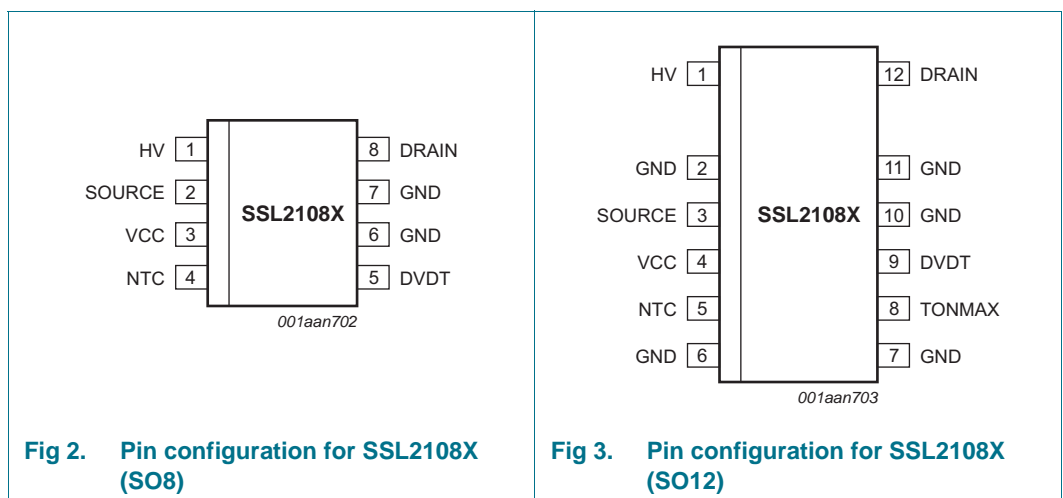 HV 1
SOURCE 2
VCC 3
NTC 4
SSL2108X
8 DRAIN
7 GND
6 GND
5 DVDT
001aan702
Fig 2. Pin configuration for SSL2108X
(SO8)
HV 1
GND 2
SOURCE 3
VCC 4
NTC 5
GND 6
SSL2108X
12 DRAIN
11 GND
10 GND
9 DVDT
8 TONMAX
7 GND
001aan703
Fig 3. Pin configuration for SSL2108X
(SO12)